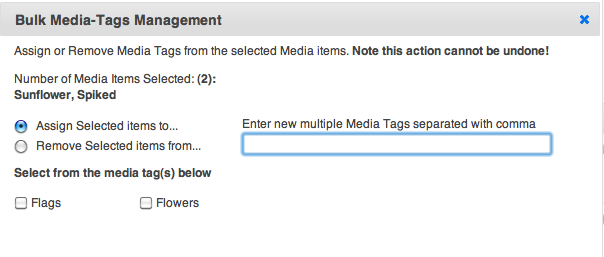 Bulk Media-Tags Management
Assign or Remove Media Tags from the selected Media items. Note this action cannot be undone!
Number of Media Items Selected: (2):
Sunflower, Spiked
Assign Selected items to...
Remove Selected items from...
Enter new multiple Media Tags separated with comma
Select from the media tag(s) below
Flags
Flowers